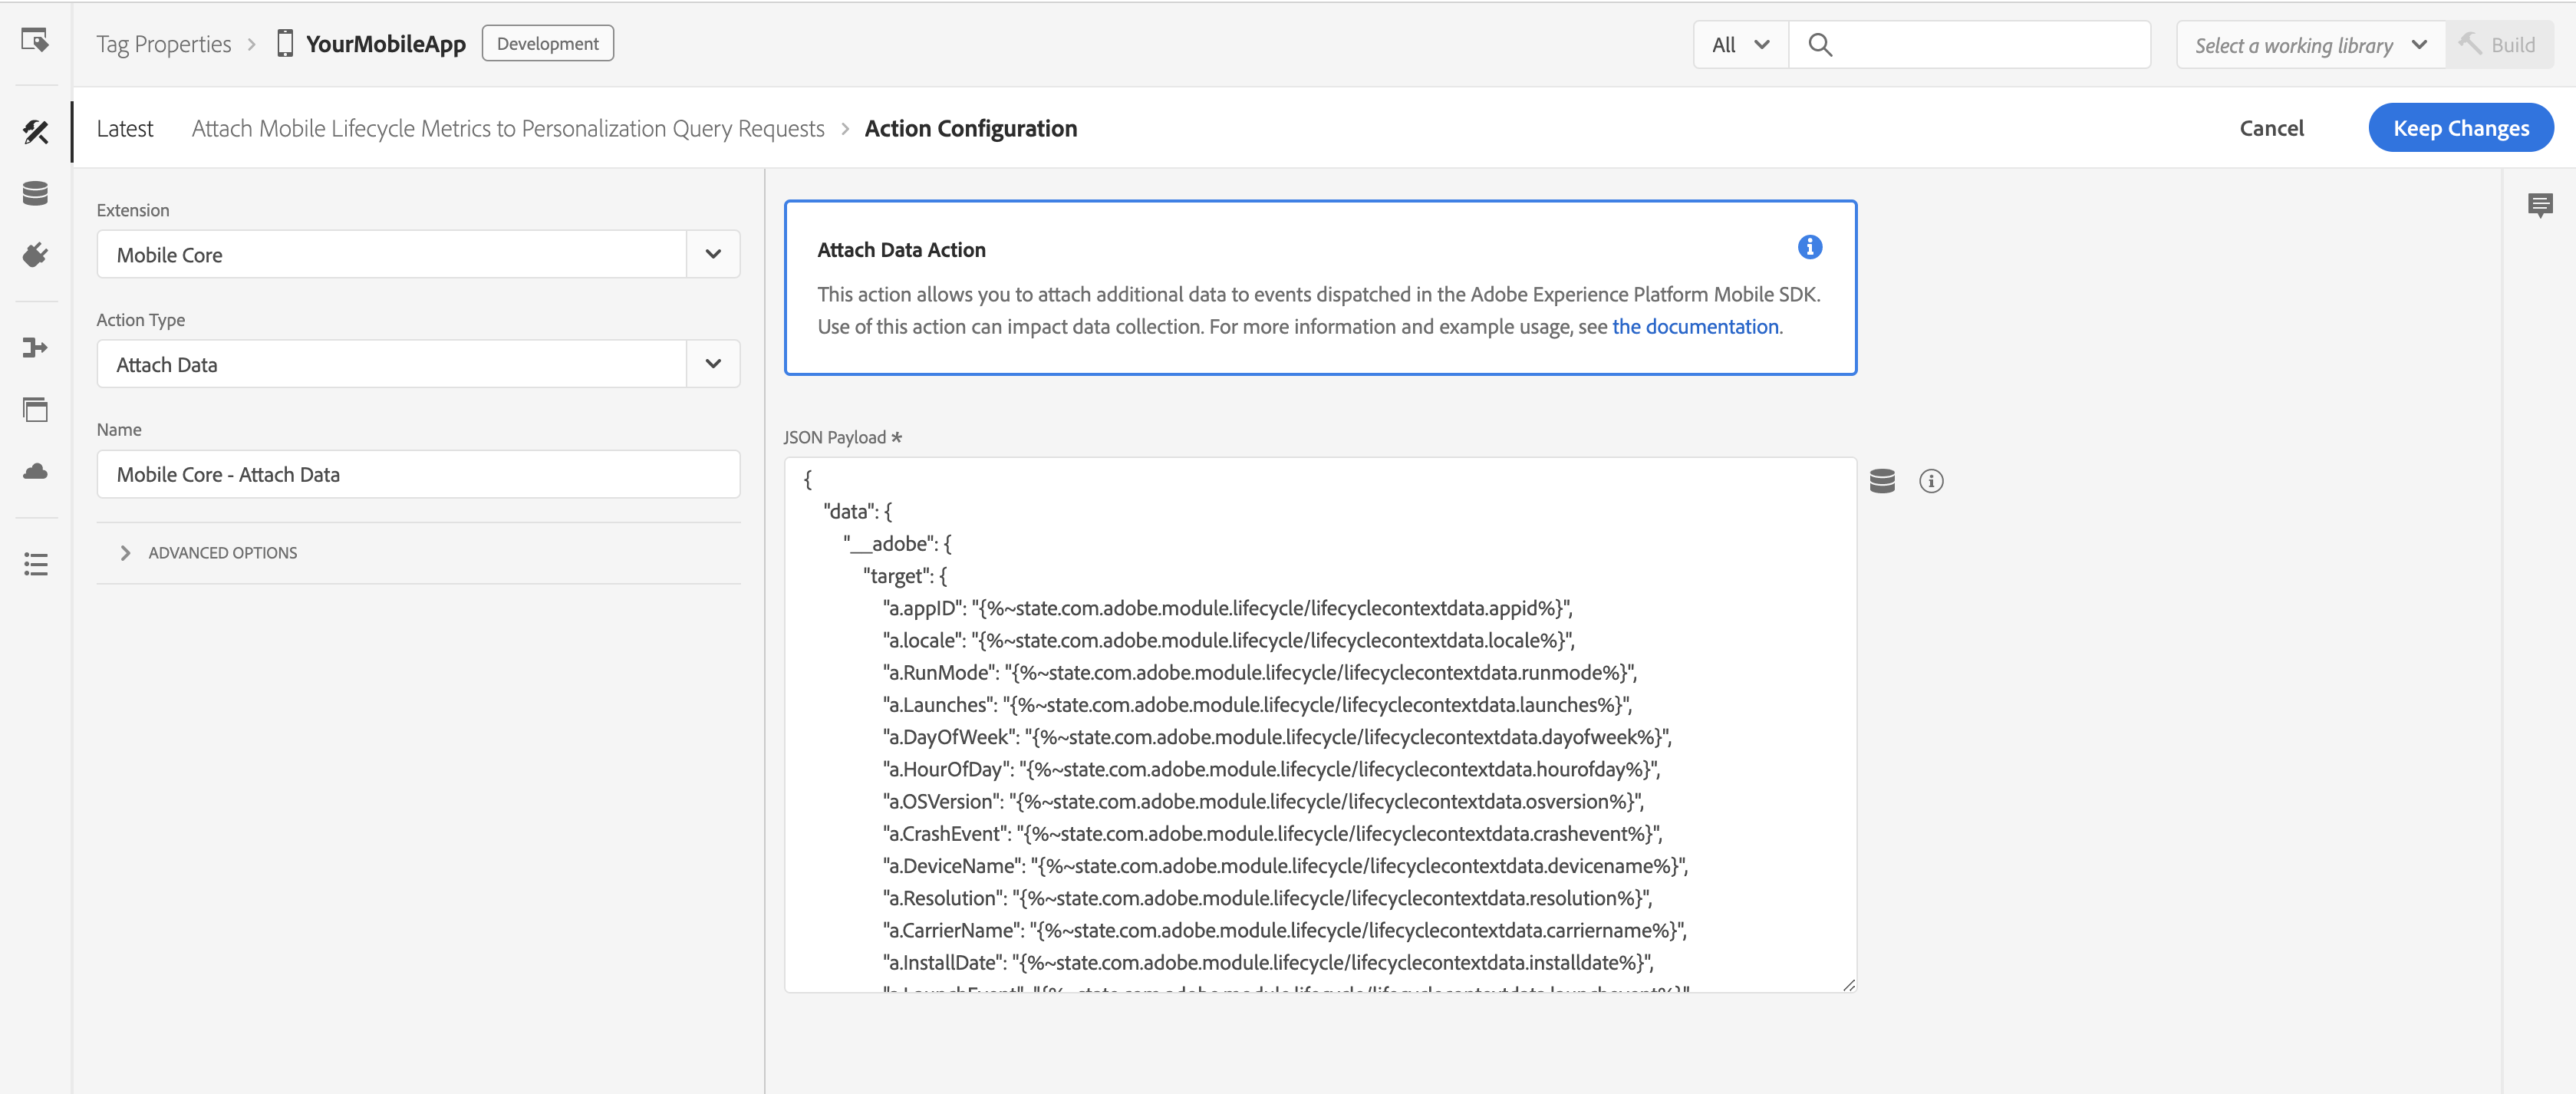 Tag Properties > YourMobileApp Development All Select a working library Build
Latest Attach Mobile Lifecycle Metrics to Personalization Query Requests > Action Configuration Cancel Keep Changes
Extension
Mobile Core
Action Type
Attach Data
Name
Mobile Core - Attach Data
ADVANCED OPTIONS
Attach Data Action
This action allows you to attach additional data to events dispatched in the Adobe Experience Platform Mobile SDK.
Use of this action can impact data collection. For more information and example usage, see the documentation.
JSON Payload *
{
"data": {
"__adobe": {
"target": {
"a.appID": "{%~state.com.adobe.module.lifecycle/lifecyclecontextdata.appid%}",
"a.locale": "{%~state.com.adobe.module.lifecycle/lifecyclecontextdata.locale%}",
"a.RunMode": "{%~state.com.adobe.module.lifecycle/lifecyclecontextdata.runmode%}",
"a.Launches": "{%~state.com.adobe.module.lifecycle/lifecyclecontextdata.launches%}",
"a.DayOfWeek": "{%~state.com.adobe.module.lifecycle/lifecyclecontextdata.dayofweek%}",
"a.HourOfDay": "{%~state.com.adobe.module.lifecycle/lifecyclecontextdata.hourofday%}",
"a.OSVersion": "{%~state.com.adobe.module.lifecycle/lifecyclecontextdata.osversion%}",
"a.CrashEvent": "{%~state.com.adobe.module.lifecycle/lifecyclecontextdata.crashevent%}",
"a.DeviceName": "{%~state.com.adobe.module.lifecycle/lifecyclecontextdata.devicename%}",
"a.Resolution": "{%~state.com.adobe.module.lifecycle/lifecyclecontextdata.resolution%}",
"a.CarrierName": "{%~state.com.adobe.module.lifecycle/lifecyclecontextdata.carriername%}",
"a.InstallDate": "{%~state.com.adobe.module.lifecycle/lifecyclecontextdata.installdate%}",